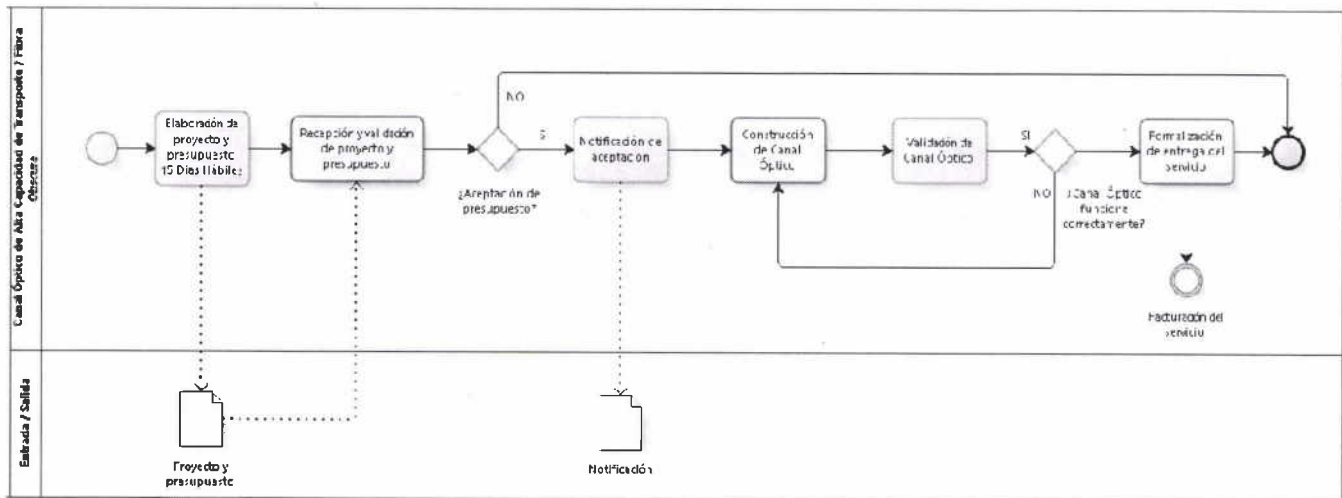 Canal Óptico de Alta Capacidad de Transporte / Fibra
Obscura
Elaboración de
proyecto y
presupuesto
15 Días Hábiles
Recepción y validación
de proyecto y
presupuesto
¿Aceptación de
presupuesto?
NO
SI
Notificación de
aceptación
Construcción
de Canal
Óptico
Validación de
Canal Óptico
SI
NO
¿Canal Óptico
funciona
correctamente?
Formalización
de entrega del
servicio
Facturación del
servicio
Entrada / Salida
Proyecto y
presupuesto
Notificación